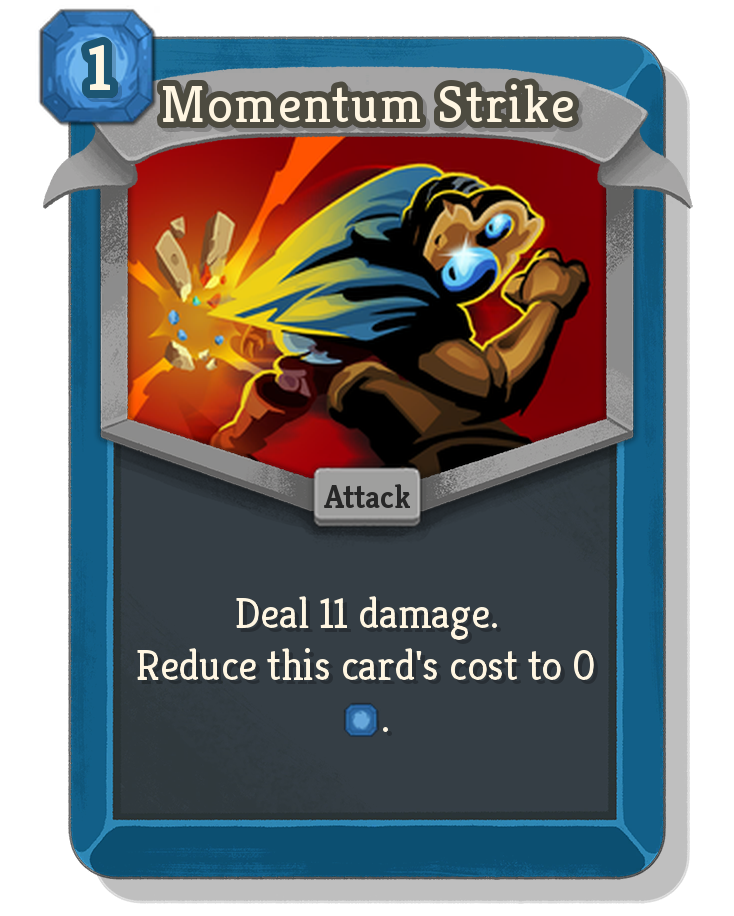 1
Momentum Strike
Attack
Deal 11 damage.
Reduce this card's cost to 0
.